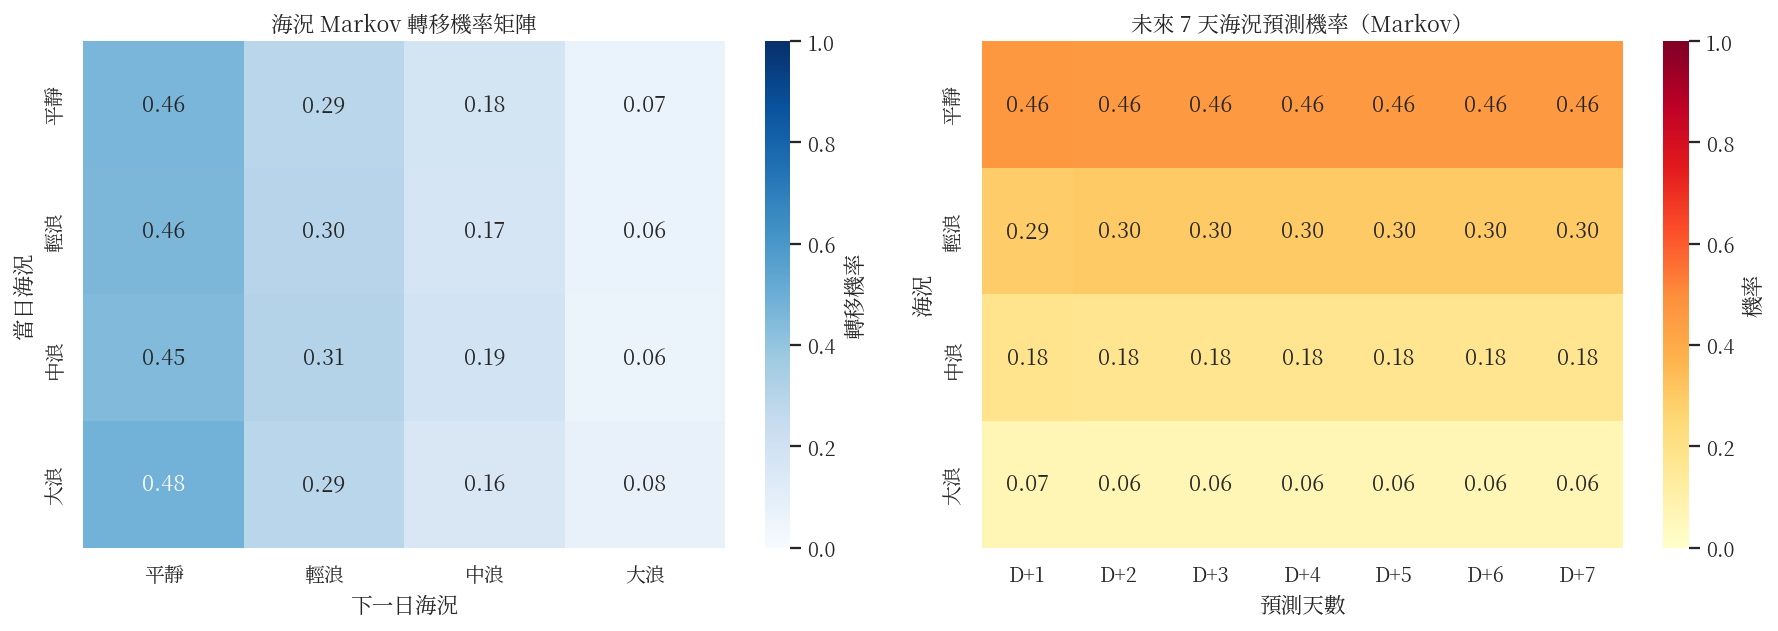 海況 Markov 轉移機率矩陣
當日海況
平靜 0.46 0.29 0.18 0.07
輕浪 0.46 0.30 0.17 0.06
中浪 0.45 0.31 0.19 0.06
大浪 0.48 0.29 0.16 0.08
平靜 輕浪 中浪 大浪
下一日海況
1.0
0.8
0.6
0.4
0.2
0.0
轉移機率
未來 7 天海況預測機率（Markov）
海況
平靜 0.46 0.46 0.46 0.46 0.46 0.46 0.46
輕浪 0.29 0.30 0.30 0.30 0.30 0.30 0.30
中浪 0.18 0.18 0.18 0.18 0.18 0.18 0.18
大浪 0.07 0.06 0.06 0.06 0.06 0.06 0.06
D+1 D+2 D+3 D+4 D+5 D+6 D+7
預測天數
1.0
0.8
0.6
0.4
0.2
0.0
機率